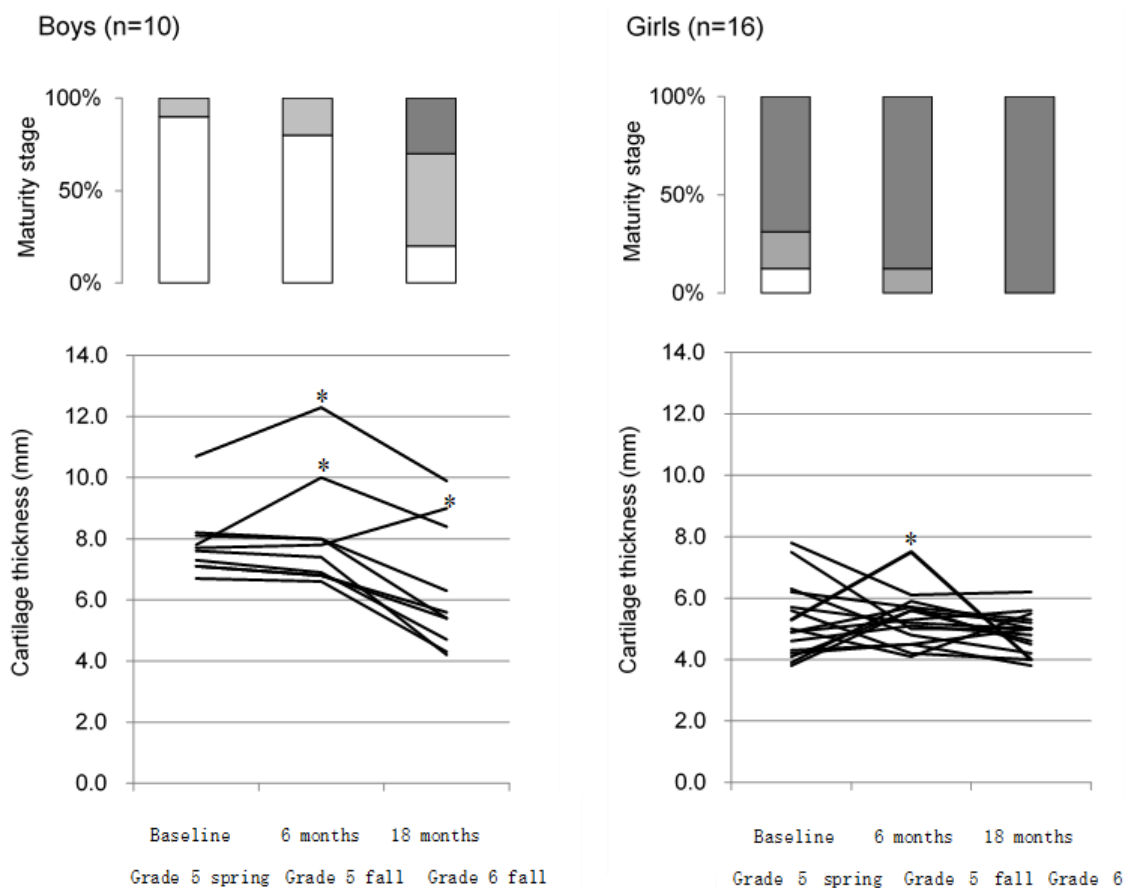 Boys (n=10)
100%
50%
0%
Maturity stage
14.0
12.0
10.0
8.0
6.0
4.0
2.0
0.0
Cartilage thickness (mm)
*
*
*
Baseline 6 months 18 months
Grade 5 spring Grade 5 fall Grade 6 fall
Girls (n=16)
100%
50%
0%
Maturity stage
14.0
12.0
10.0
8.0
6.0
4.0
2.0
0.0
Cartilage thickness (mm)
*
Baseline 6 months 18 months
Grade 5 spring Grade 5 fall Grade 6